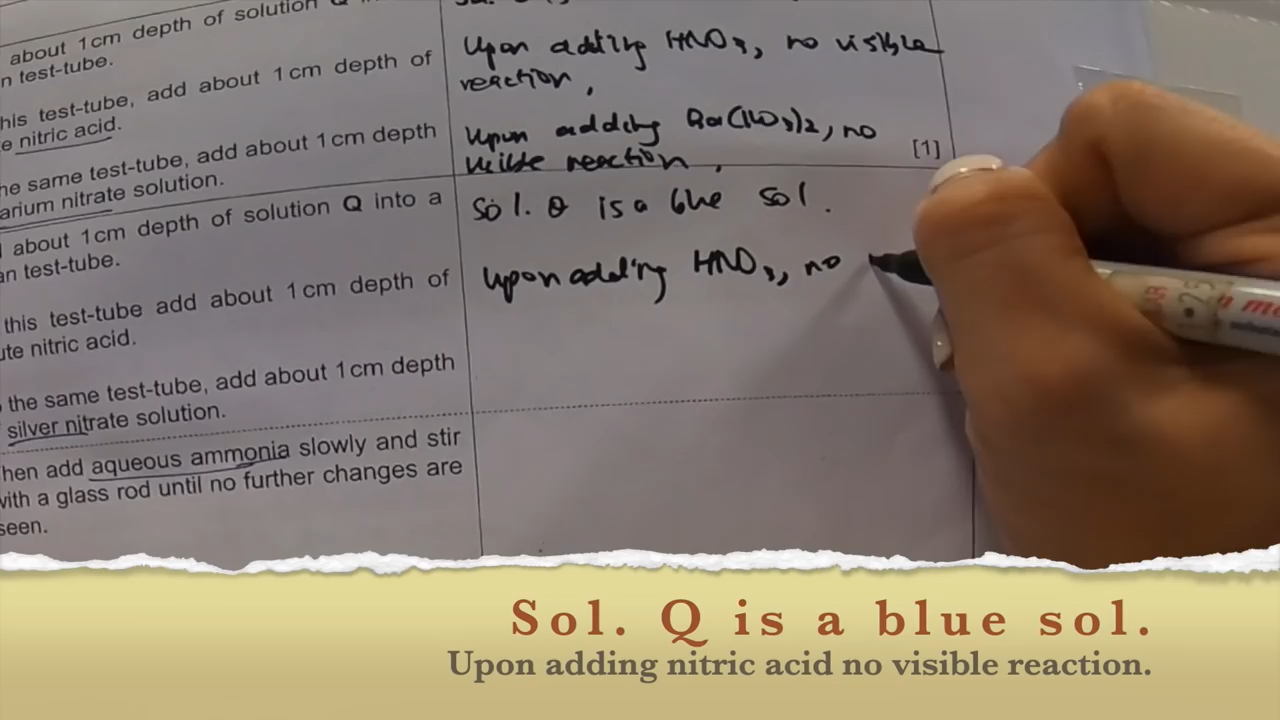 about 1cm depth of solution Q
n test-tube.
his test-tube, add about 1cm depth of
e nitric acid.
he same test-tube, add about 1cm depth
arium nitrate solution.
Upon adding HNO3, no visible
reaction,
Upon adding Ba(NO3)2, no
visible reaction,
[1]
about 1cm depth of solution Q into a
an test-tube.
this test-tube add about 1cm depth of
ute nitric acid.
the same test-tube, add about 1cm depth
silver nitrate solution.
Sol. Q is a blue sol.
Upon adding HNO3, no
hen add aqueous ammonia slowly and stir
with a glass rod until no further changes are
seen.
Sol. Q is a blue sol.
Upon adding nitric acid no visible reaction.